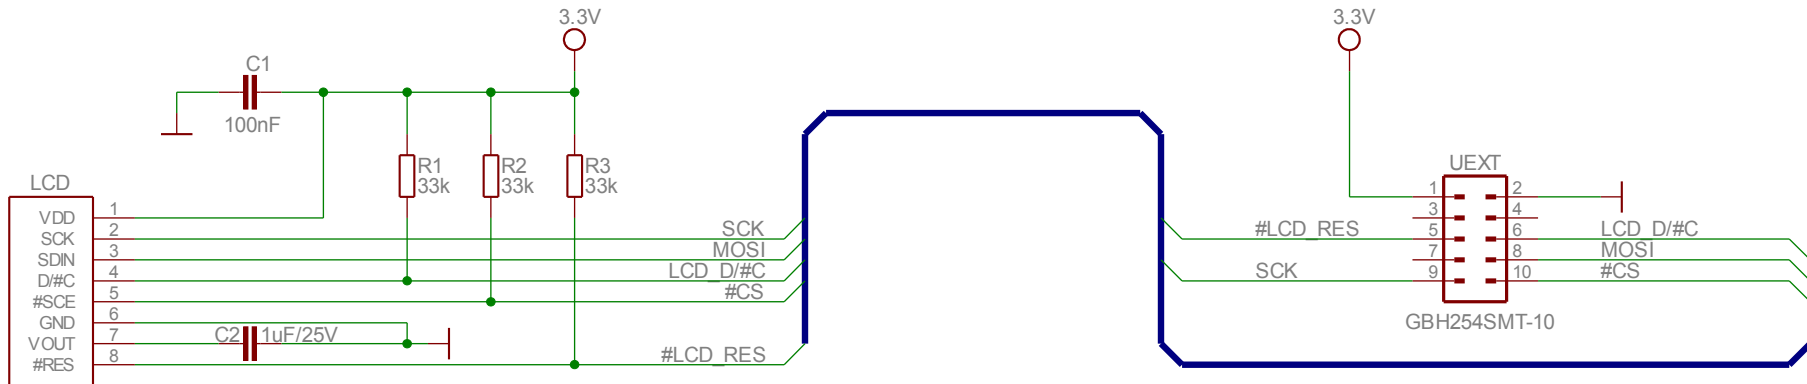 3.3V
3.3V
C1
100nF
R1
33k
R2
33k
R3
33k
UEXT
LCD
VDD 1
SCK 2 SCK
SDIN 3 MOSI
D/#C 4 LCD_D/#C
#SCE 5 #CS
GND 6
VOUT 7 C2 1uF/25V
#RES 8 #LCD_RES
1 2
3 4
#LCD_RES 5 6 LCD_D/#C
7 8 MOSI
SCK 9 10 #CS
GBH254SMT-10